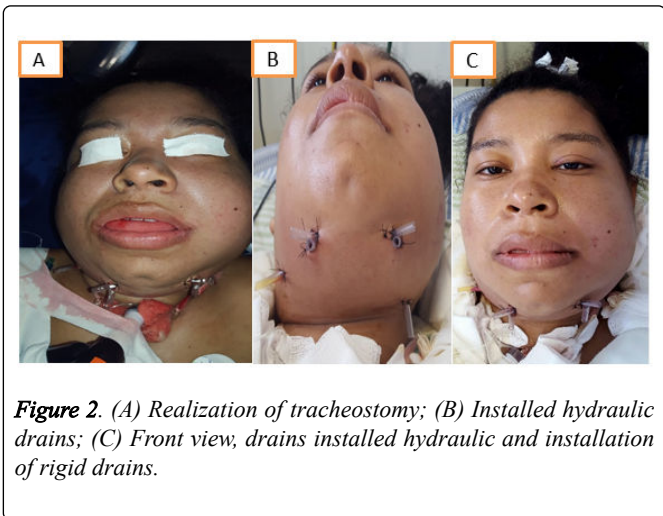 A
B
C
Figure 2. (A) Realization of tracheostomy; (B) Installed hydraulic
drains; (C) Front view, drains installed hydraulic and installation
of rigid drains.